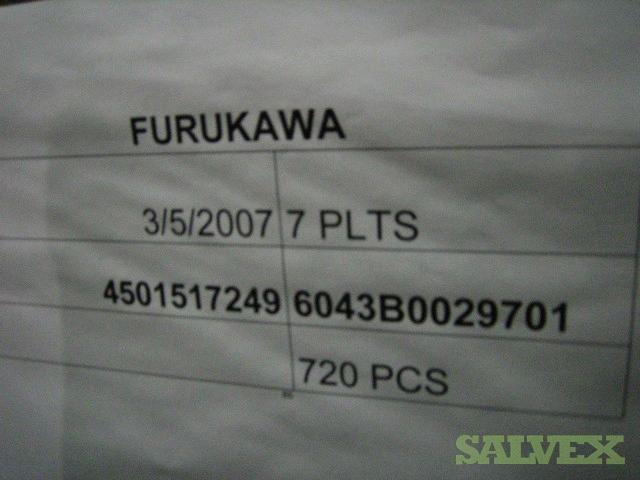 FURUKAWA
3/5/2007 7 PLTS
4501517249 6043B0029701
720 PCS
SALVEX